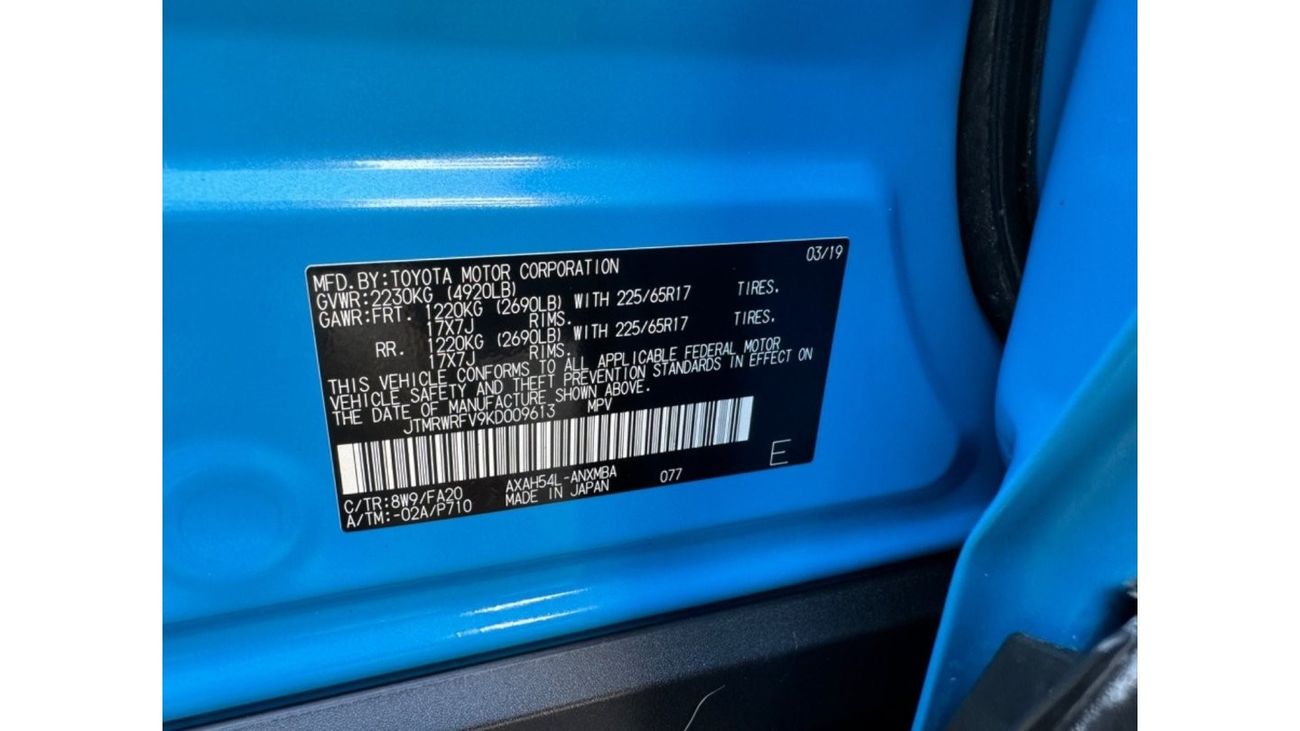 03/19
MFD.BY:TOYOTA MOTOR CORPORATION
GVWR:2230KG (4920LB)
GAWR:FRT. 1220KG (2690LB) WITH 225/65R17 TIRES.
17X7J RIMS.
RR. 1220KG (2690LB) WITH 225/65R17 TIRES.
17X7J RIMS.
THIS VEHICLE CONFORMS TO ALL APPLICABLE FEDERAL MOTOR
VEHICLE SAFETY AND THEFT PREVENTION STANDARDS IN EFFECT ON
THE DATE OF MANUFACTURE SHOWN ABOVE.
JTMRWRFV9KD009613 MPV
E
C/TR:8W9/FA20 AXAH54L-ANXMBA 077
A/TM:-02A/P710 MADE IN JAPAN